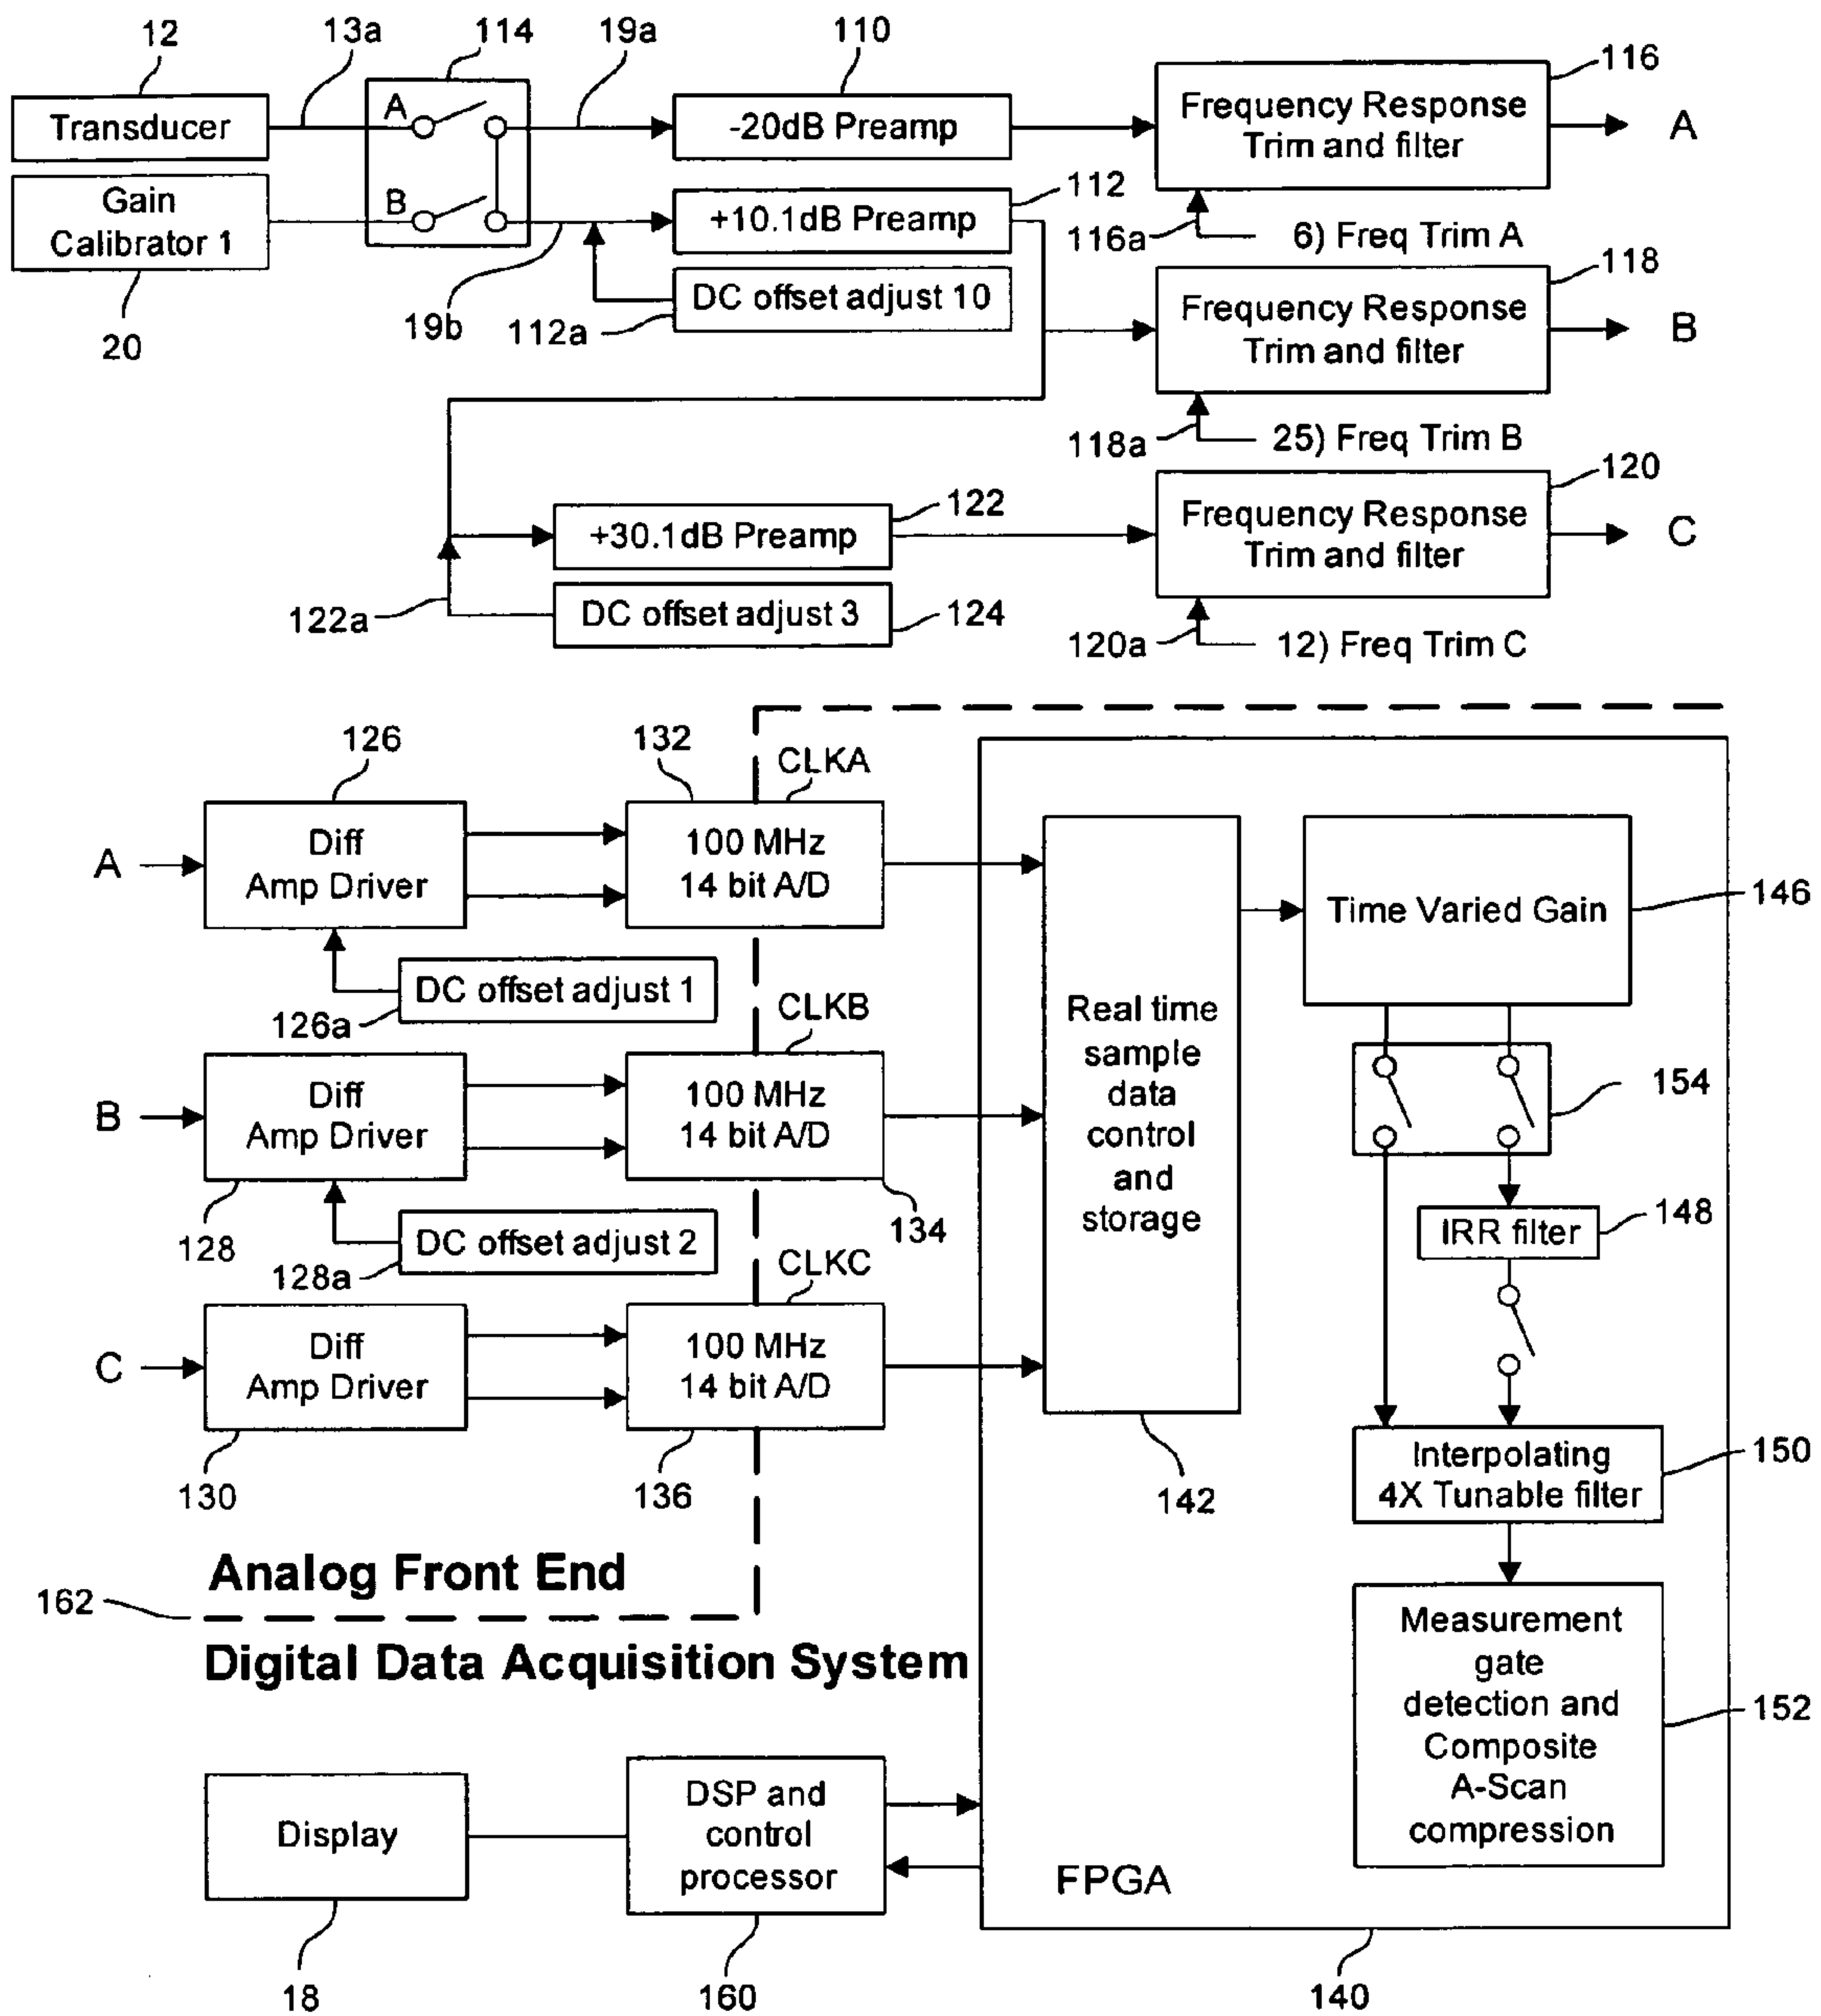 12
13a
114
19a
110
116
Transducer
A
-20dB Preamp
Frequency Response
Trim and filter
A
Gain
Calibrator 1
B
+10.1dB Preamp
112
116a
6) Freq Trim A
20
19b
112a
DC offset adjust 10
118
Frequency Response
Trim and filter
B
118a
25) Freq Trim B
120
+30.1dB Preamp
122
Frequency Response
Trim and filter
C
122a
DC offset adjust 3
124
120a
12) Freq Trim C
126
132
CLKA
A
Diff
Amp Driver
100 MHz
14 bit A/D
Time Varied Gain
146
DC offset adjust 1
126a
CLKB
Real time
sample
data
control
and
storage
B
Diff
Amp Driver
100 MHz
14 bit A/D
154
128
DC offset adjust 2
128a
134
IRR filter
148
CLKC
C
Diff
Amp Driver
100 MHz
14 bit A/D
130
136
142
Interpolating
4X Tunable filter
150
Analog Front End
162
Digital Data Acquisition System
Measurement
gate
detection and
Composite
A-Scan
compression
152
Display
DSP and
control
processor
FPGA
18
160
140